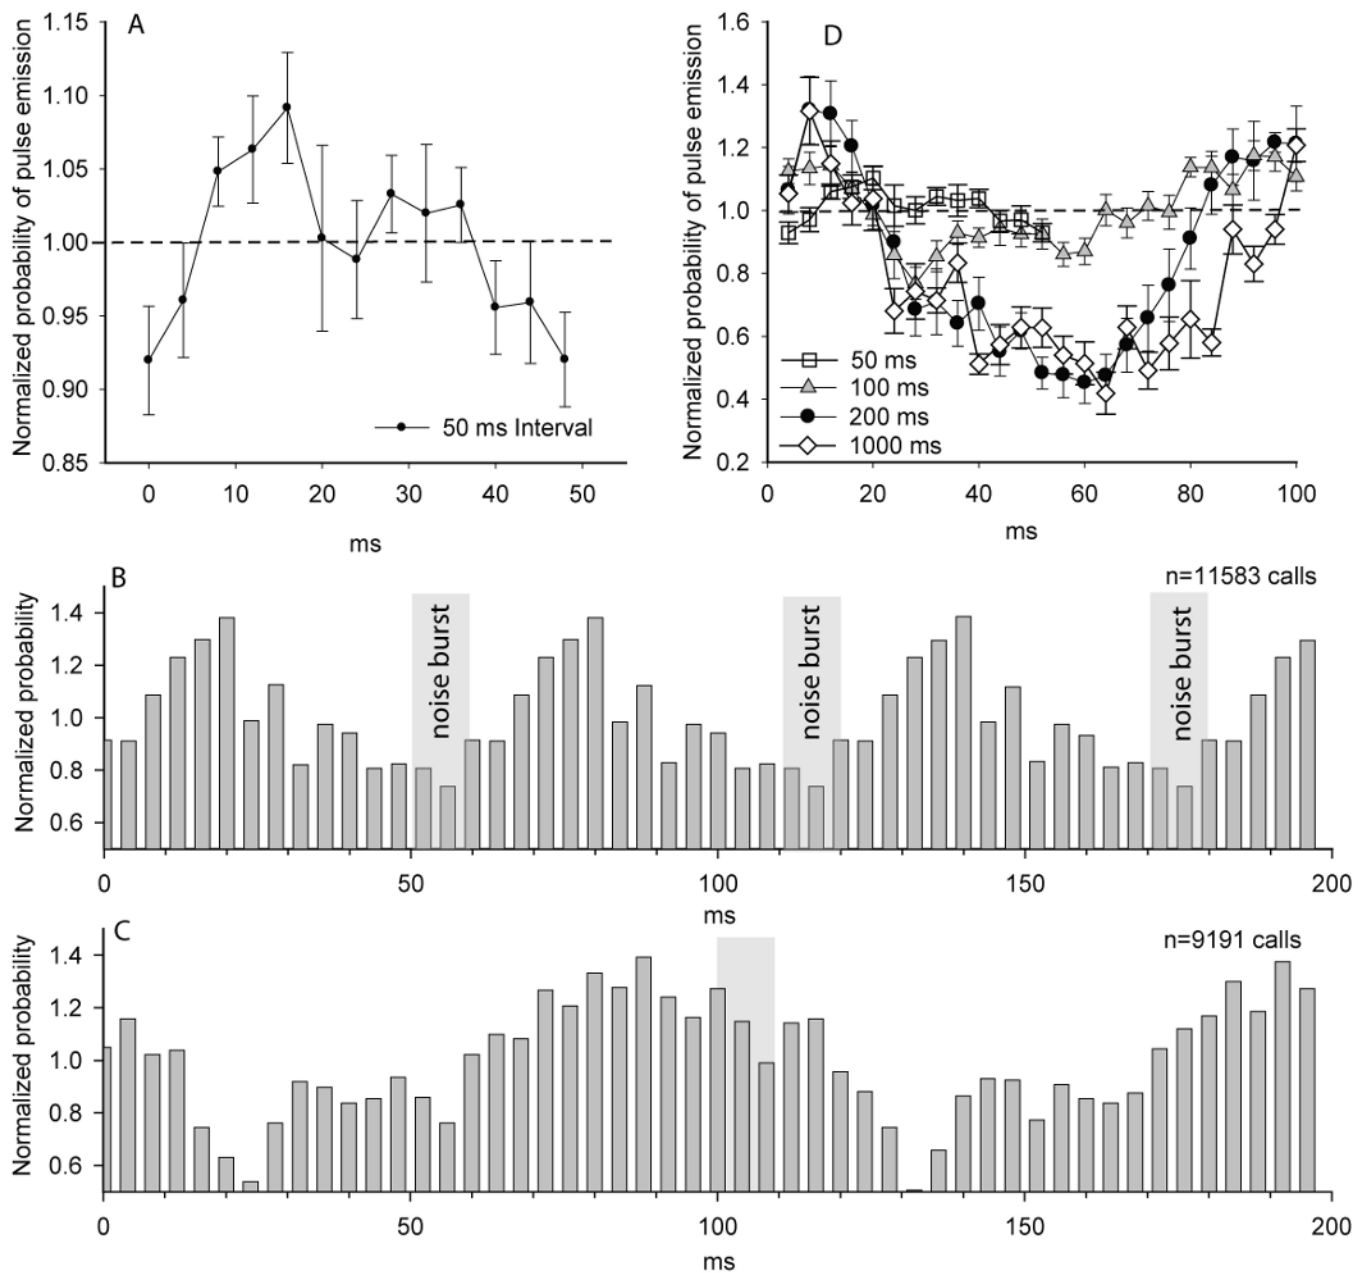 A
Normalized probability of pulse emission
1.15
1.10
1.05
1.00
0.95
0.90
0.85
50 ms Interval
0 10 20 30 40 50
ms
D
Normalized probability of pulse emission
1.6
1.4
1.2
1.0
0.8
0.6
0.4
0.2
50 ms
100 ms
200 ms
1000 ms
0 20 40 60 80 100
ms
B
n=11583 calls
Normalized probability
1.4
1.2
1.0
0.8
0.6
noise burst
noise burst
noise burst
0 50 100 150 200
ms
C
n=9191 calls
Normalized probability
1.4
1.2
1.0
0.8
0.6
0 50 100 150 200
ms